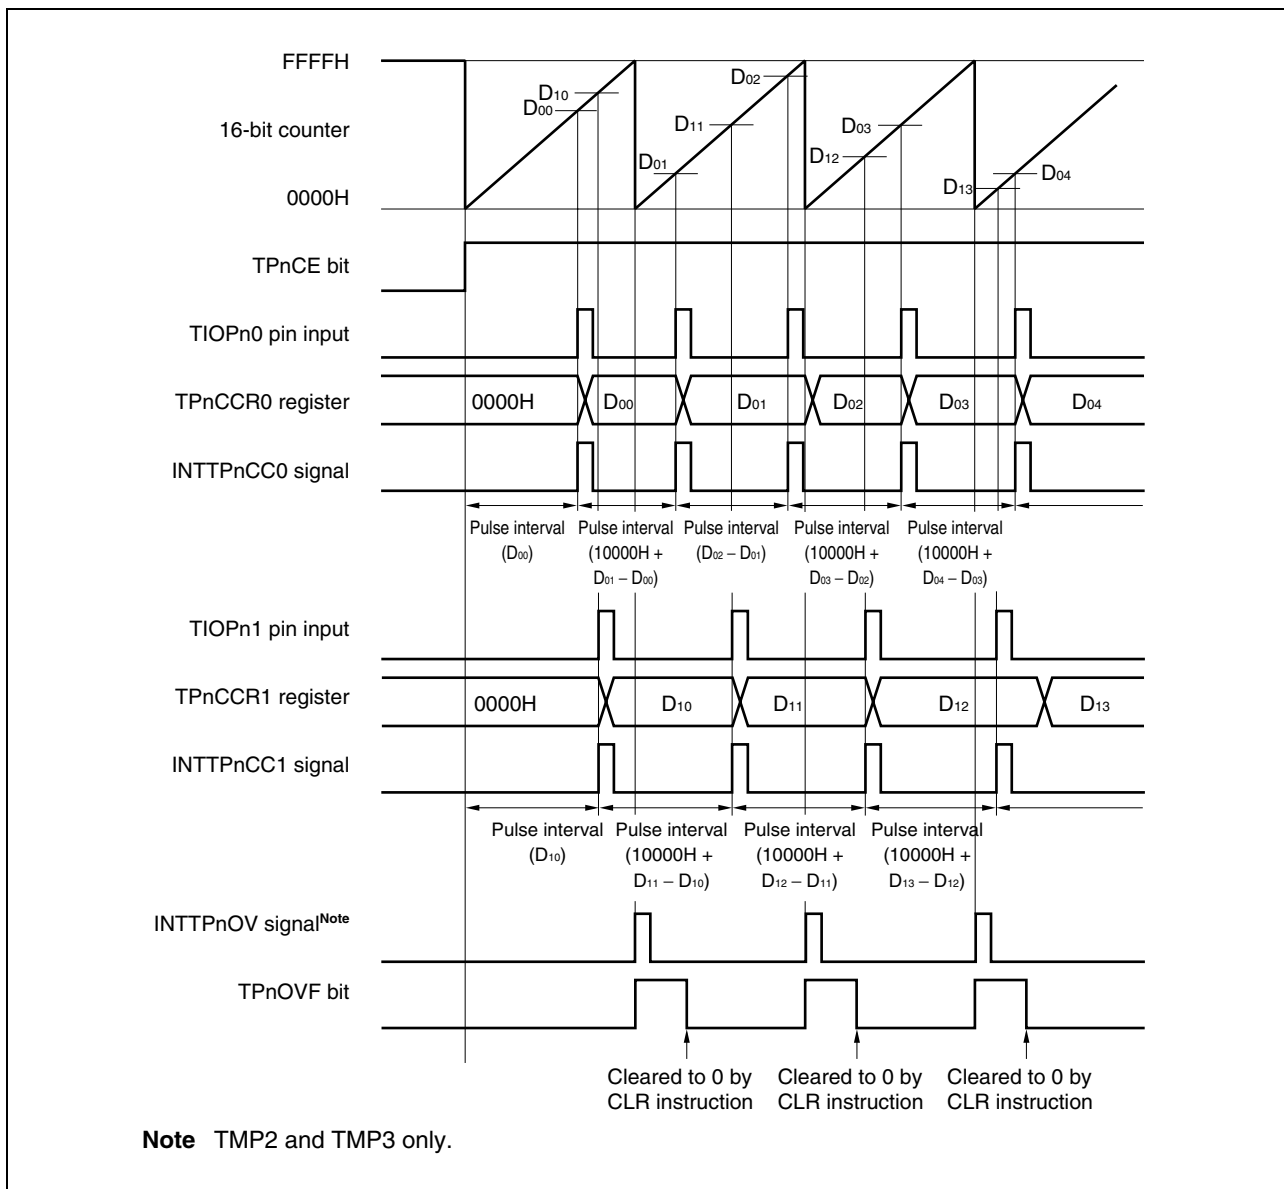 FFFFH
D02
D10
D00
16-bit counter
D11
D03
D12
D01
D13
D04
0000H
TPnCE bit
TIOPn0 pin input
TPnCCR0 register
0000H
D00
D01
D02
D03
D04
INTTPnCC0 signal
Pulse interval
(D00)
Pulse interval
(10000H +
D01 – D00)
Pulse interval
(D02 – D01)
Pulse interval
(10000H +
D03 – D02)
Pulse interval
(10000H +
D04 – D03)
TIOPn1 pin input
TPnCCR1 register
0000H
D10
D11
D12
D13
INTTPnCC1 signal
Pulse interval
(D10)
Pulse interval
(10000H +
D11 – D10)
Pulse interval
(10000H +
D12 – D11)
Pulse interval
(10000H +
D13 – D12)
INTTPnOV signalNote
TPnOVF bit
Cleared to 0 by
CLR instruction
Cleared to 0 by
CLR instruction
Cleared to 0 by
CLR instruction
Note TMP2 and TMP3 only.